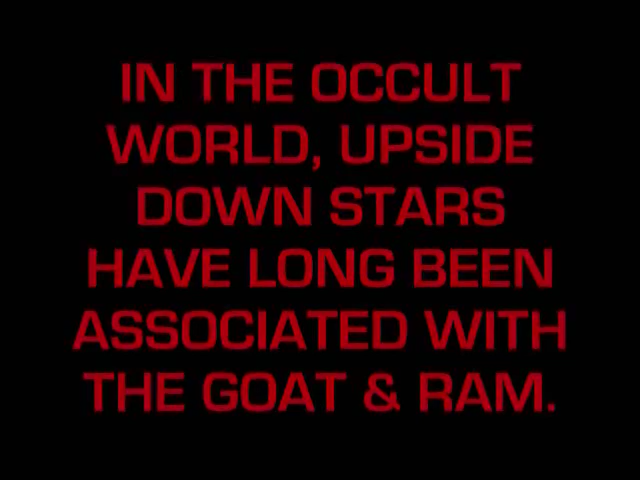 IN THE OCCULT
WORLD, UPSIDE
DOWN STARS
HAVE LONG BEEN
ASSOCIATED WITH
THE GOAT & RAM.